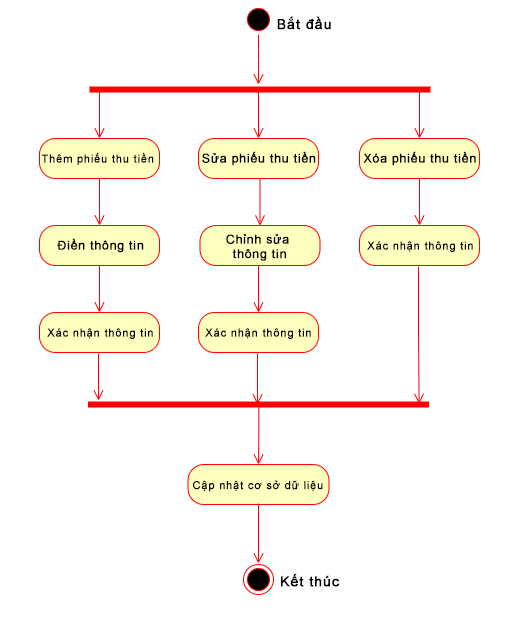 Bắt đầu
Thêm phiếu thu tiền
Sửa phiếu thu tiền
Xóa phiếu thu tiền
Điền thông tin
Chỉnh sửa
thông tin
Xác nhận thông tin
Xác nhận thông tin
Xác nhận thông tin
Cập nhật cơ sở dữ liệu
Kết thúc